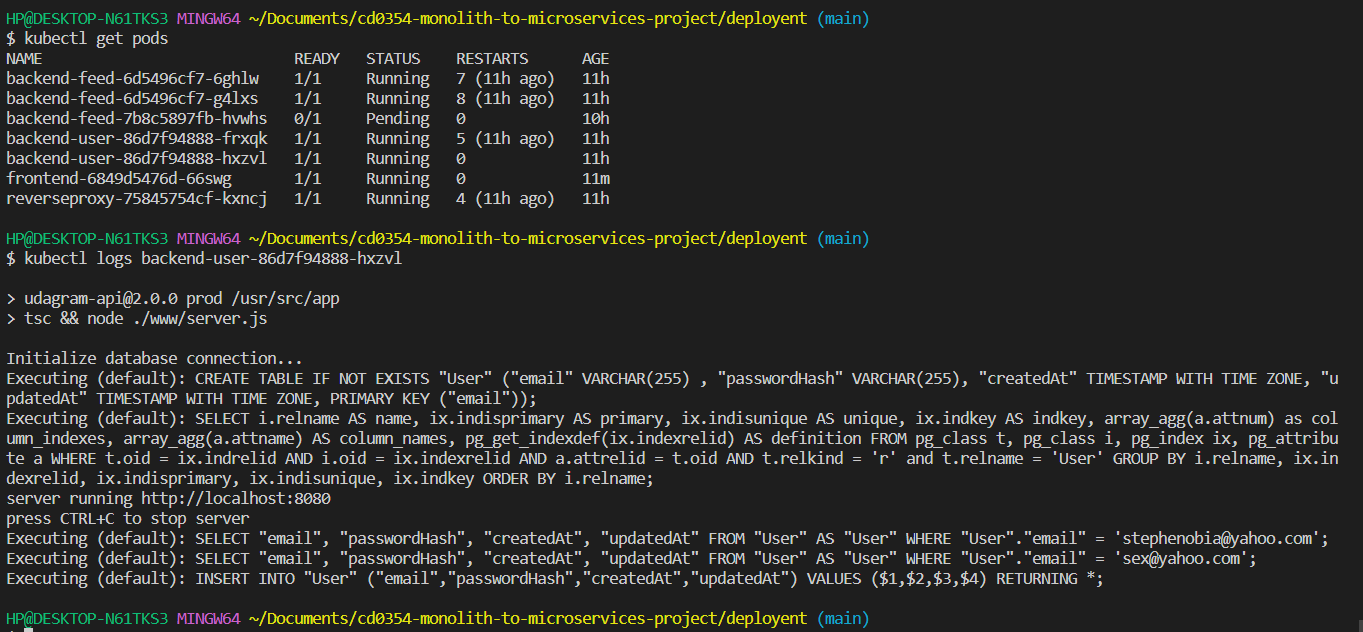 HP@DESKTOP-N61TKS3 MINGW64 ~/Documents/cd0354-monolith-to-microservices-project/deployent (main)
$ kubectl get pods
NAME                            READY   STATUS    RESTARTS      AGE
backend-feed-6d5496cf7-6ghlw    1/1     Running   7 (11h ago)   11h
backend-feed-6d5496cf7-g4lxs    1/1     Running   8 (11h ago)   11h
backend-feed-7b8c5897fb-hvwhs   0/1     Pending   0             10h
backend-user-86d7f94888-frxqk   1/1     Running   5 (11h ago)   11h
backend-user-86d7f94888-hxzvl   1/1     Running   0             11h
frontend-6849d5476d-66swg       1/1     Running   0             11m
reverseproxy-75845754cf-kxncj   1/1     Running   4 (11h ago)   11h
HP@DESKTOP-N61TKS3 MINGW64 ~/Documents/cd0354-monolith-to-microservices-project/deployent (main)
$ kubectl logs backend-user-86d7f94888-hxzvl
> udagram-api@2.0.0 prod /usr/src/app
> tsc && node ./www/server.js
Initialize database connection...
Executing (default): CREATE TABLE IF NOT EXISTS "User" ("email" VARCHAR(255) , "passwordHash" VARCHAR(255), "createdAt" TIMESTAMP WITH TIME ZONE, "u
pdatedAt" TIMESTAMP WITH TIME ZONE, PRIMARY KEY ("email"));
Executing (default): SELECT i.relname AS name, ix.indisprimary AS primary, ix.indisunique AS unique, ix.indkey AS indkey, array_agg(a.attnum) as col
umn_indexes, array_agg(a.attname) AS column_names, pg_get_indexdef(ix.indexrelid) AS definition FROM pg_class t, pg_class i, pg_index ix, pg_attribu
te a WHERE t.oid = ix.indrelid AND i.oid = ix.indexrelid AND a.attrelid = t.oid AND t.relkind = 'r' and t.relname = 'User' GROUP BY i.relname, ix.in
dexrelid, ix.indisprimary, ix.indisunique, ix.indkey ORDER BY i.relname;
server running http://localhost:8080
press CTRL+C to stop server
Executing (default): SELECT "email", "passwordHash", "createdAt", "updatedAt" FROM "User" AS "User" WHERE "User"."email" = 'stephenobia@yahoo.com';
Executing (default): SELECT "email", "passwordHash", "createdAt", "updatedAt" FROM "User" AS "User" WHERE "User"."email" = 'sex@yahoo.com';
Executing (default): INSERT INTO "User" ("email","passwordHash","createdAt","updatedAt") VALUES ($1,$2,$3,$4) RETURNING *;
HP@DESKTOP-N61TKS3 MINGW64 ~/Documents/cd0354-monolith-to-microservices-project/deployent (main)